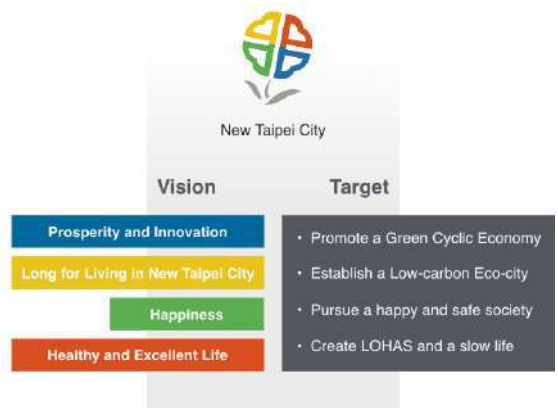 New Taipei City
Vision
Target
Prosperity and Innovation
Long for Living in New Taipei City
Happiness
Healthy and Excellent Life
• Promote a Green Cyclic Economy
• Establish a Low-carbon Eco-city
• Pursue a happy and safe society
• Create LOHAS and a slow life